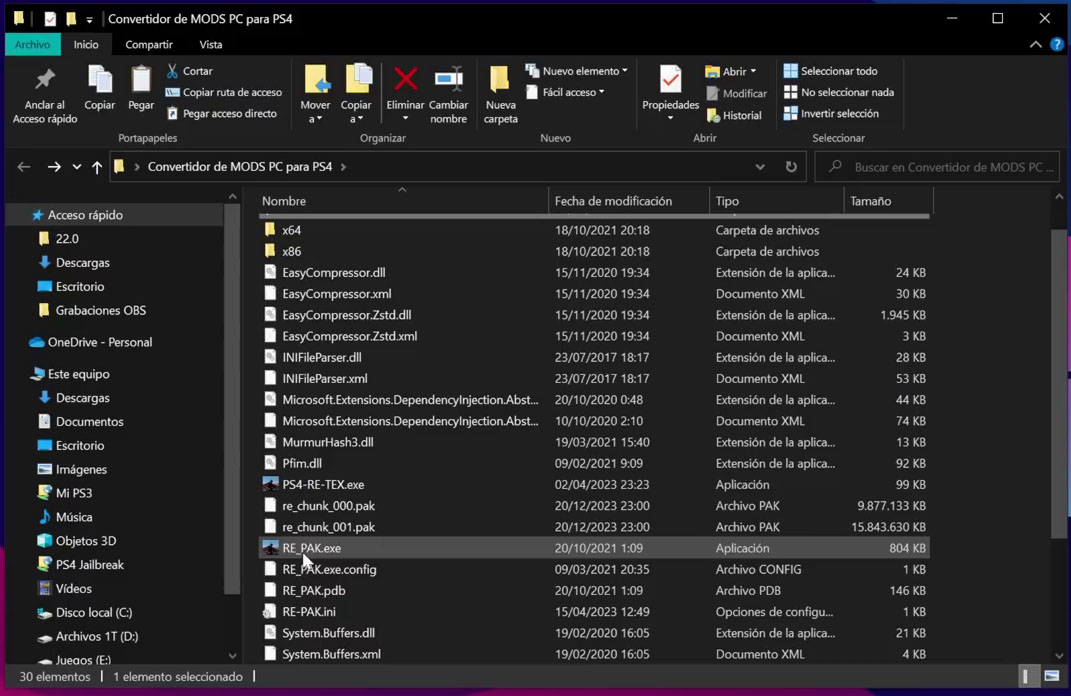 Convertidor de MODS PC para PS4
Archivo Inicio Compartir Vista
Andar al Acceso rápido
Copiar
Pegar
Cortar
Copiar ruta de acceso
Pegar acceso directo
Portapapeles
Mover a
Copiar a
Eliminar
Cambiar nombre
Organizar
Nueva carpeta
Nuevo elemento
Fácil acceso
Nuevo
Propiedades
Abrir
Modificar
Historial
Abrir
Seleccionar todo
No seleccionar nada
Invertir selección
Seleccionar
Convertidor de MODS PC para PS4
Buscar en Convertidor de MODS PC ...
Acceso rápido
22.0
Descargas
Escritorio
Grabaciones OBS
OneDrive - Personal
Este equipo
Descargas
Documentos
Escritorio
Imágenes
Mi PS3
Música
Objetos 3D
PS4 Jailbreak
Vídeos
Disco local (C:)
Archivos 1T (D:)
Juegos (E:)
Nombre Fecha de modificación Tipo Tamaño
x64 18/10/2021 20:18 Carpeta de archivos
x86 18/10/2021 20:18 Carpeta de archivos
EasyCompressor.dll 15/11/2020 19:34 Extensión de la aplica... 24 KB
EasyCompressor.xml 15/11/2020 19:34 Documento XML 30 KB
EasyCompressor.Zstd.dll 15/11/2020 19:34 Extensión de la aplica... 1.945 KB
EasyCompressor.Zstd.xml 15/11/2020 19:34 Documento XML 3 KB
INIFileParser.dll 23/07/2017 18:17 Extensión de la aplica... 28 KB
INIFileParser.xml 23/07/2017 18:17 Documento XML 53 KB
Microsoft.Extensions.DependencyInjection.Abst... 20/10/2020 0:48 Extensión de la aplica... 44 KB
Microsoft.Extensions.DependencyInjection.Abst... 10/10/2020 2:10 Documento XML 74 KB
MurmurHash3.dll 19/03/2021 15:40 Extensión de la aplica... 13 KB
Pfim.dll 09/02/2021 9:09 Extensión de la aplica... 92 KB
PS4-RE-TEX.exe 02/04/2023 23:23 Aplicación 99 KB
re_chunk_000.pak 20/12/2023 23:00 Archivo PAK 9.877.133 KB
re_chunk_001.pak 20/12/2023 23:00 Archivo PAK 15.843.630 KB
RE_PAK.exe 20/10/2021 1:09 Aplicación 804 KB
RE_PAK.exe.config 09/03/2021 20:35 Archivo CONFIG 1 KB
RE_PAK.pdb 20/10/2021 1:09 Archivo PDB 146 KB
RE-PAK.ini 15/04/2023 12:49 Opciones de configu... 1 KB
System.Buffers.dll 19/02/2020 16:05 Extensión de la aplica... 21 KB
System.Buffers.xml 19/02/2020 16:05 Documento XML 4 KB
30 elementos 1 elemento seleccionado